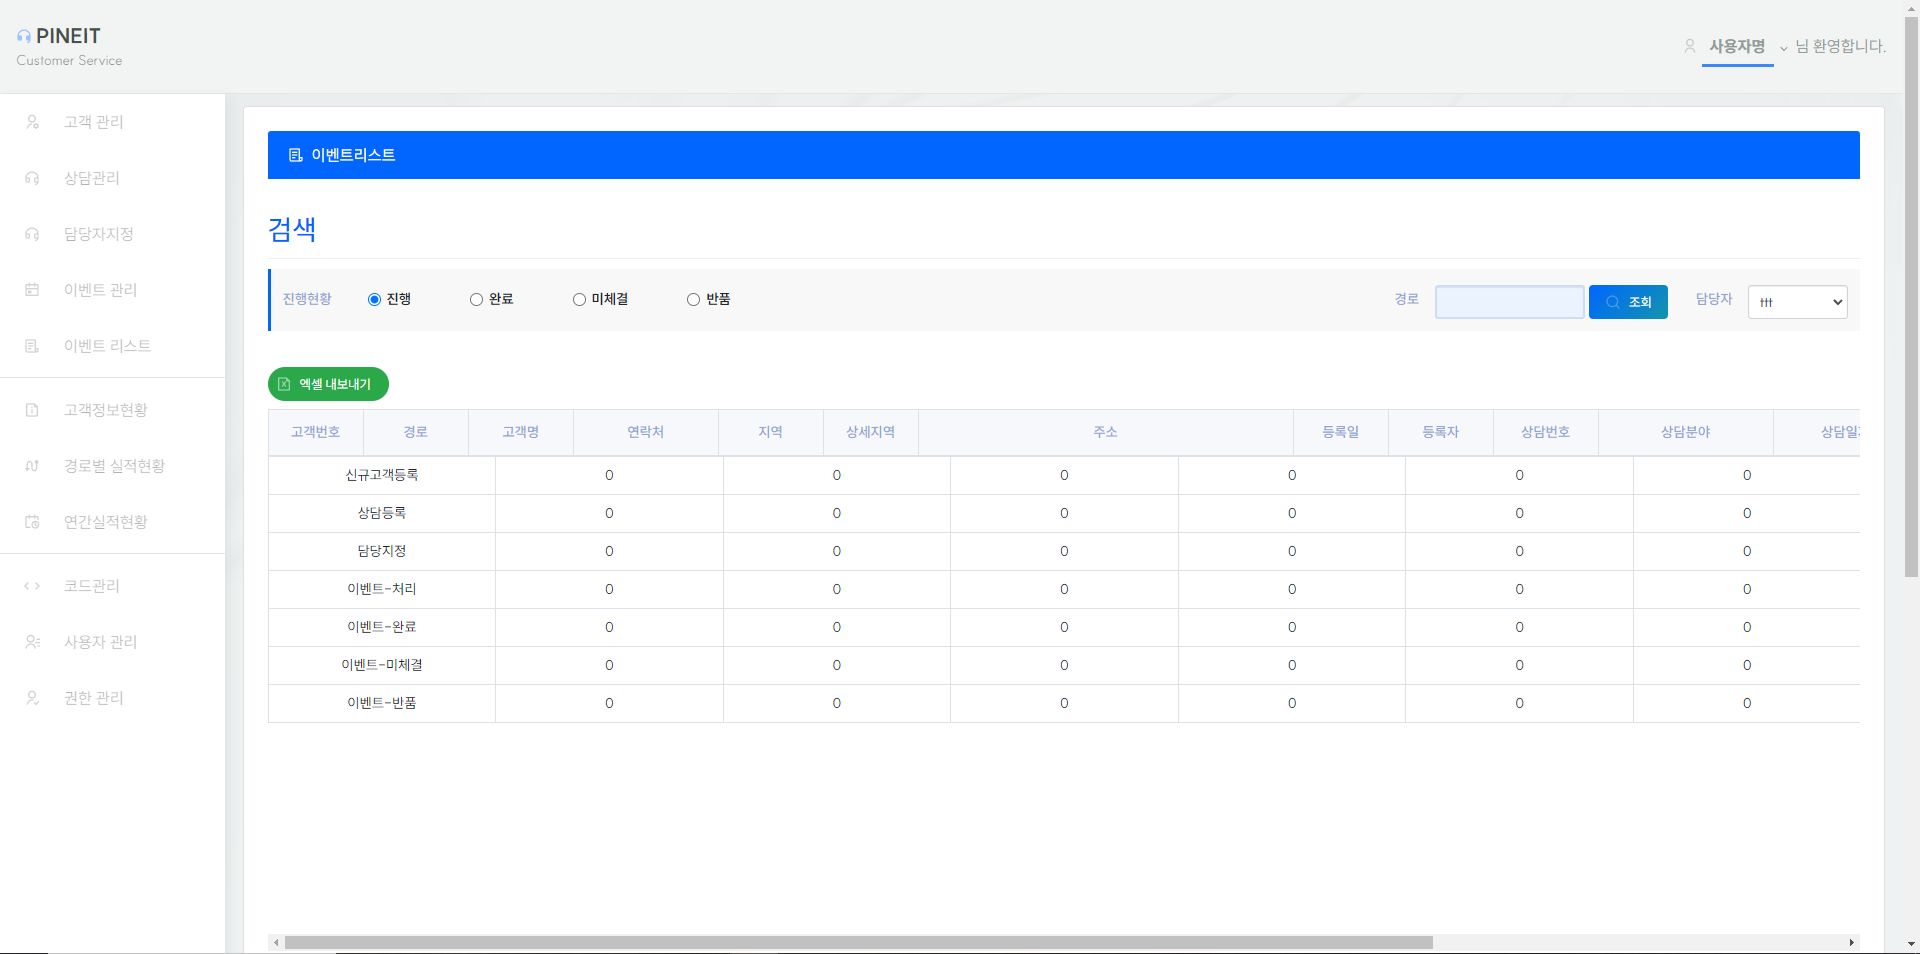 PINEIT
Customer Service
사용자명 님 환영합니다.
고객 관리
상담관리
담당자지정
이벤트 관리
이벤트 리스트
고객정보현황
경로별 실적현황
연간실적현황
코드관리
사용자 관리
권한 관리
이벤트리스트
검색
진행현황 진행 완료 미체결 반품 경로 조회 담당자 ttt
엑셀 내보내기
고객번호 경로 고객명 연락처 지역 상세지역 주소 등록일 등록자 상담번호 상담분야 상담일
신규고객등록 0 0 0 0 0 0
상담등록 0 0 0 0 0 0
담당지정 0 0 0 0 0 0
이벤트-처리 0 0 0 0 0 0
이벤트-완료 0 0 0 0 0 0
이벤트-미체결 0 0 0 0 0 0
이벤트-반품 0 0 0 0 0 0